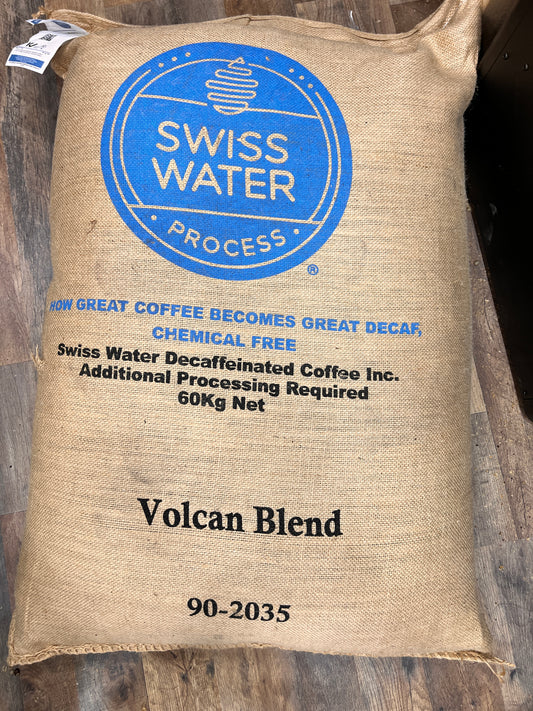 SWISS
WATER
· PROCESS ·
®
HOW GREAT COFFEE BECOMES GREAT DECAF,
CHEMICAL FREE
Swiss Water Decaffeinated Coffee Inc.
Additional Processing Required
60Kg Net
Volcan Blend
90-2035